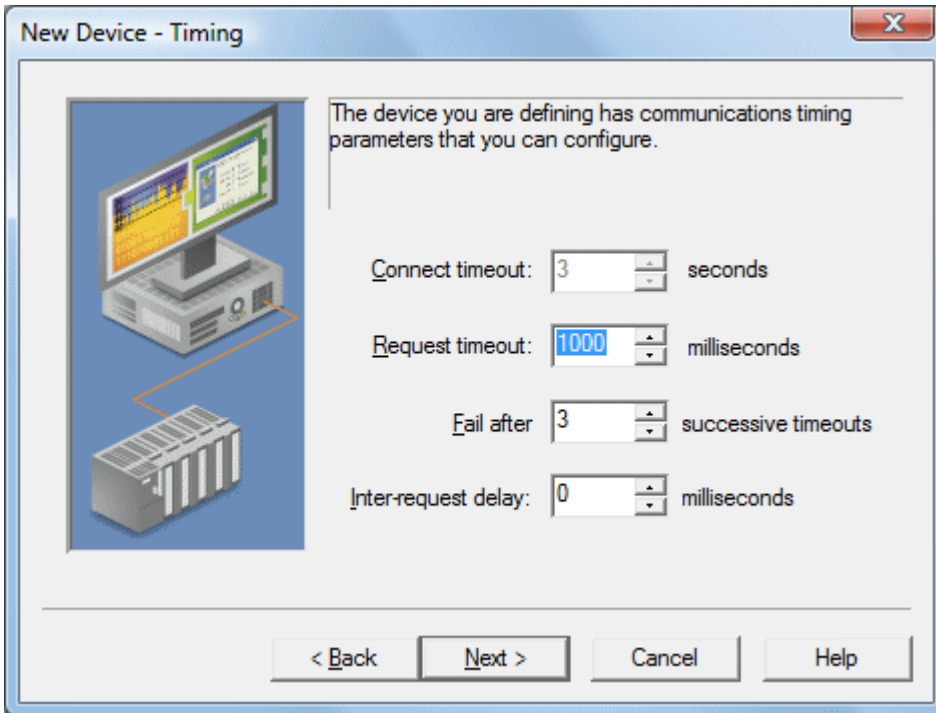 New Device - Timing
The device you are defining has communications timing
parameters that you can configure.
Connect timeout: 3 seconds
Request timeout: 1000 milliseconds
Fail after 3 successive timeouts
Inter-request delay: 0 milliseconds
< Back Next > Cancel Help